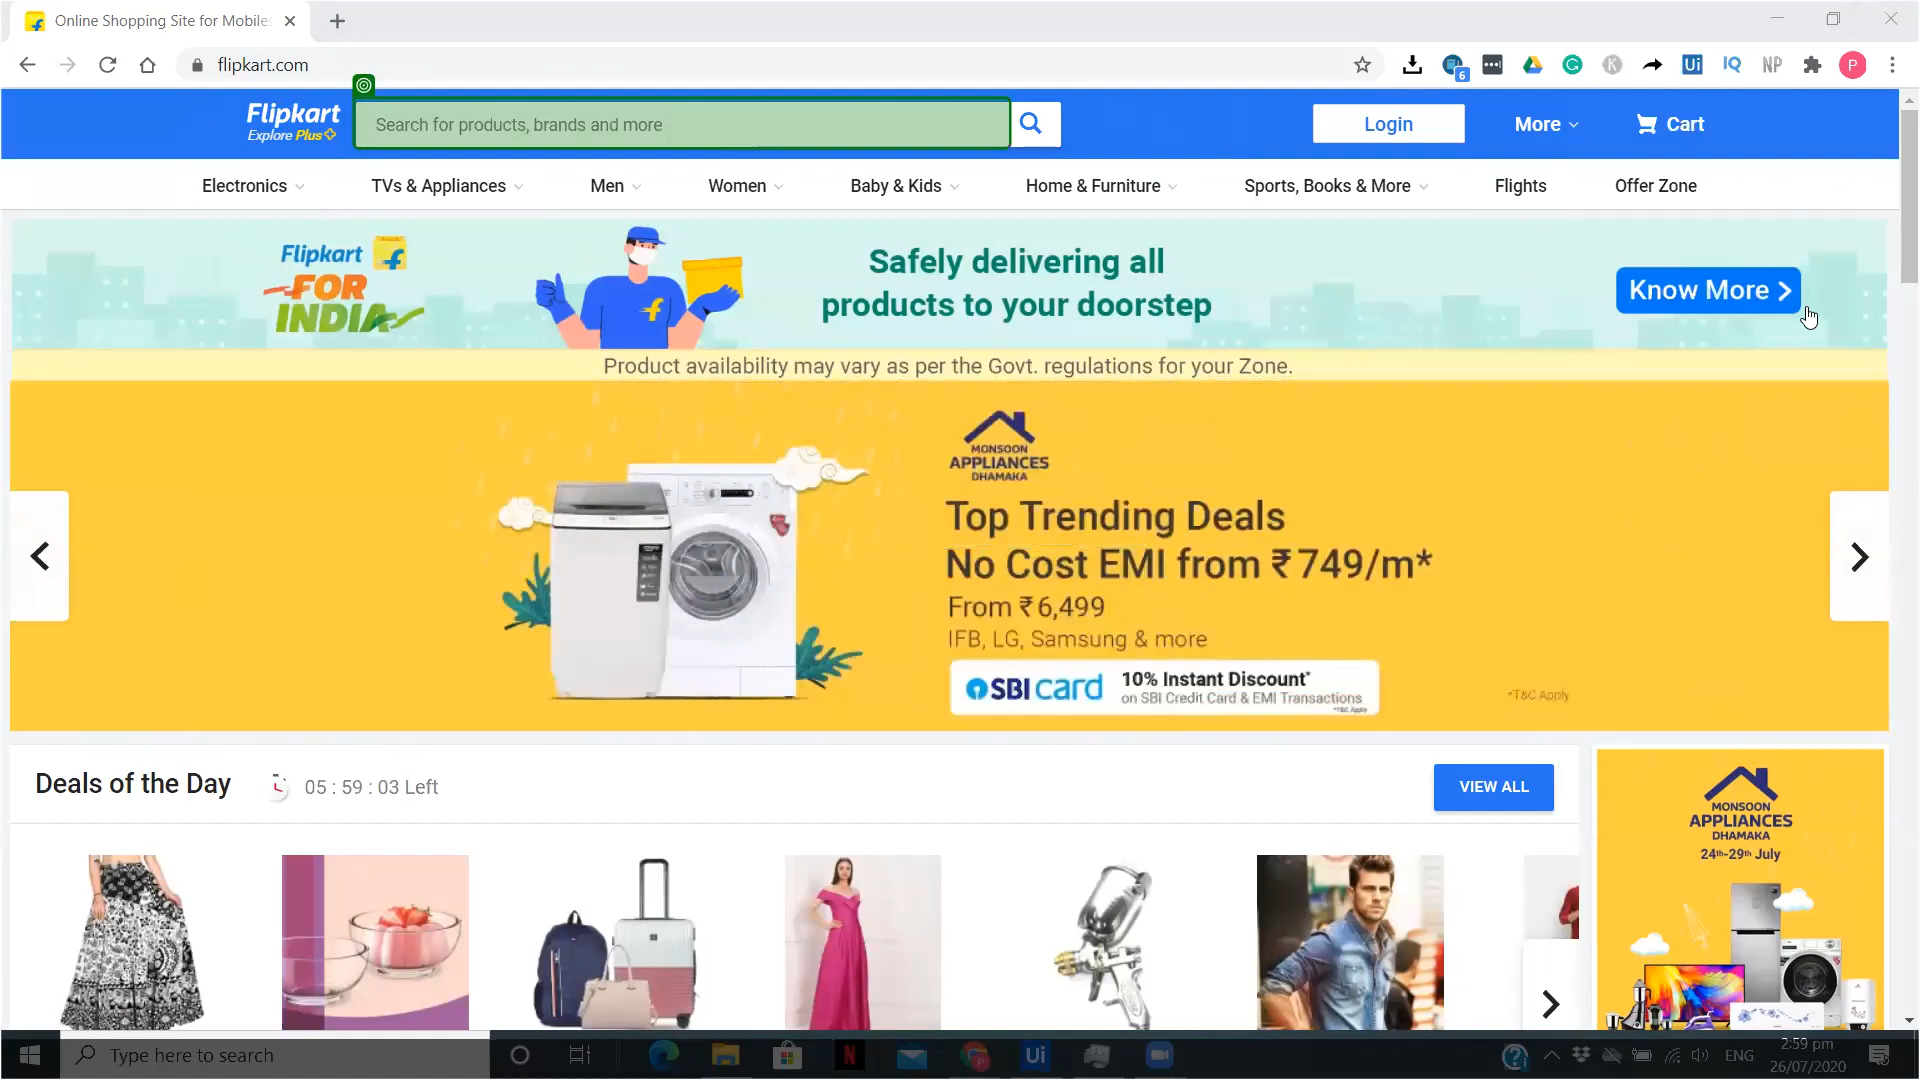 Online Shopping Site for Mobiles
flipkart.com
6
Ui
IQ
NP
P
Flipkart
Explore Plus
Search for products, brands and more
Login
More
Cart
Electronics
TVs & Appliances
Men
Women
Baby & Kids
Home & Furniture
Sports, Books & More
Flights
Offer Zone
Flipkart
FOR
INDIA
Safely delivering all
products to your doorstep
Know More
Product availability may vary as per the Govt. regulations for your Zone.
MONSOON
APPLIANCES
DHAMAKA
Top Trending Deals
No Cost EMI from ₹749/m*
From ₹6,499
IFB, LG, Samsung & more
SBI card
10% Instant Discount*
on SBI Credit Card & EMI Transactions
*T&C Apply
*T&C Apply
Deals of the Day
05 : 59 : 03 Left
VIEW ALL
MONSOON
APPLIANCES
DHAMAKA
24th-29th July
Type here to search
N
Ui
ENG
2:59 pm
26/07/2020